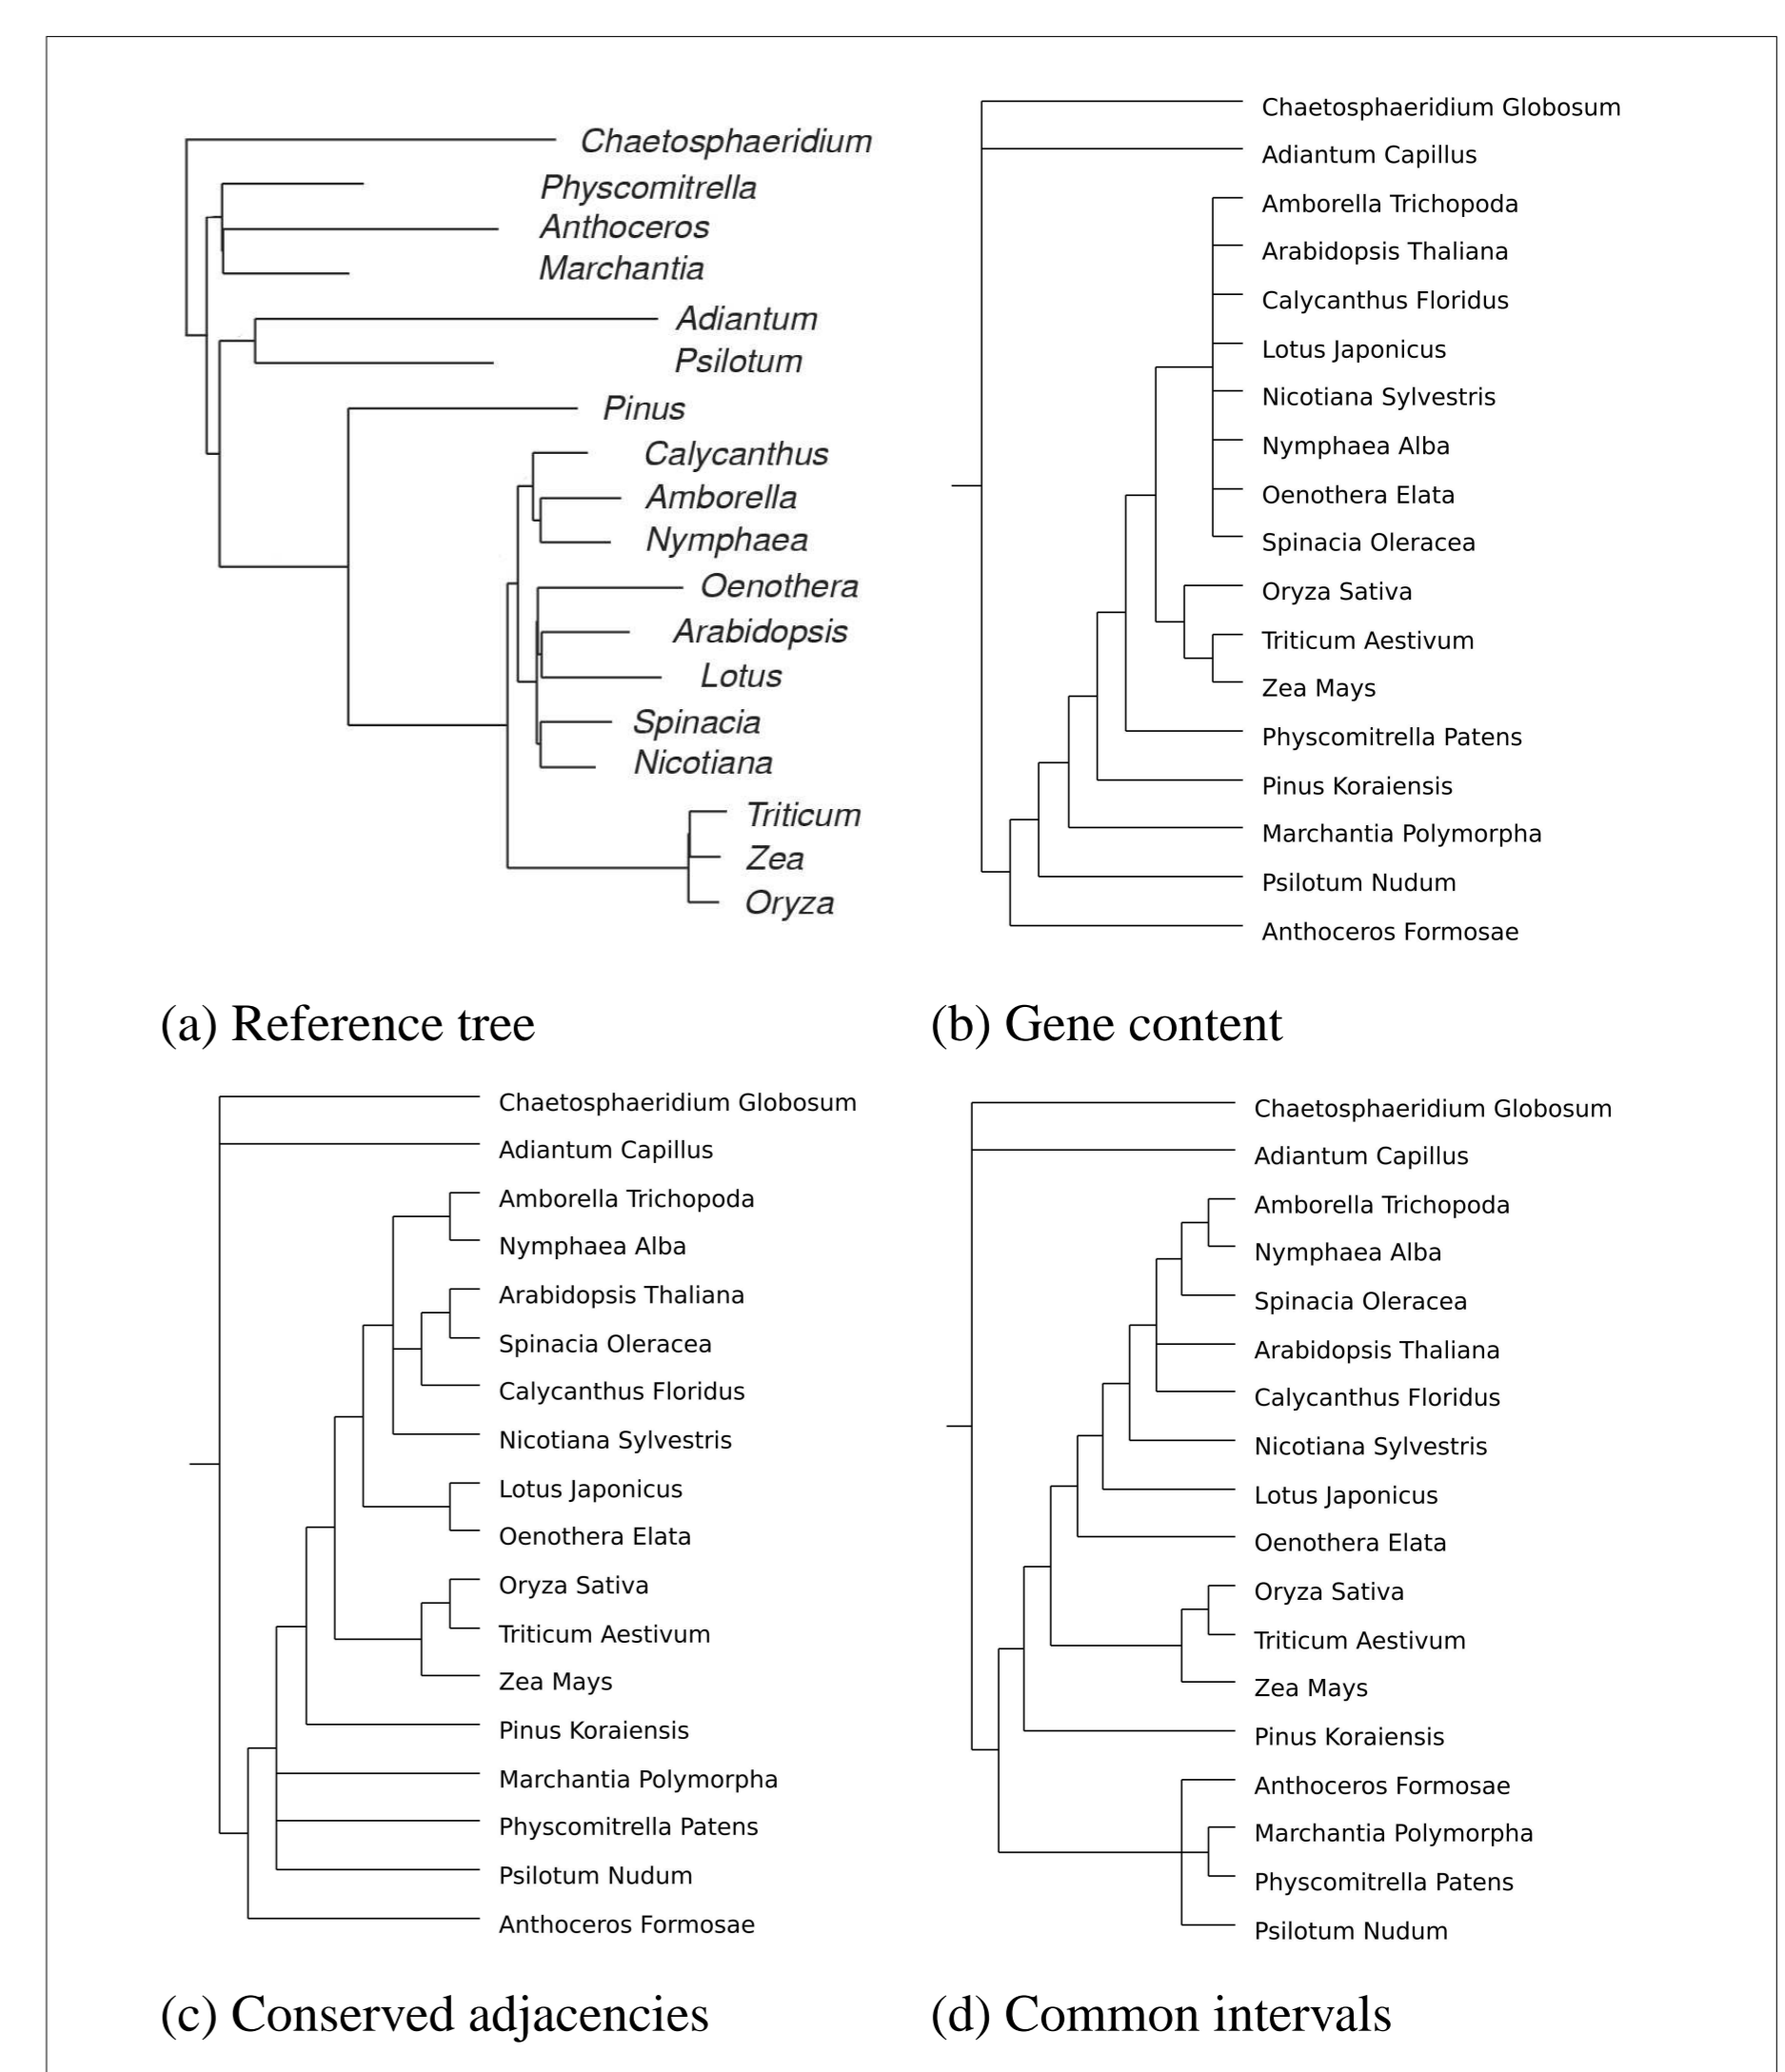 Chaetosphaeridium
Physcomitrella
Anthoceros
Marchantia
Adiantum
Psilotum
Pinus
Calycanthus
Amborella
Nymphaea
Oenothera
Arabidopsis
Lotus
Spinacia
Nicotiana
Triticum
Zea
Oryza
(a) Reference tree
Chaetosphaeridium Globosum
Adiantum Capillus
Amborella Trichopoda
Arabidopsis Thaliana
Calycanthus Floridus
Lotus Japonicus
Nicotiana Sylvestris
Nymphaea Alba
Oenothera Elata
Spinacia Oleracea
Oryza Sativa
Triticum Aestivum
Zea Mays
Physcomitrella Patens
Pinus Koraiensis
Marchantia Polymorpha
Psilotum Nudum
Anthoceros Formosae
(b) Gene content
Chaetosphaeridium Globosum
Adiantum Capillus
Amborella Trichopoda
Nymphaea Alba
Arabidopsis Thaliana
Spinacia Oleracea
Calycanthus Floridus
Nicotiana Sylvestris
Lotus Japonicus
Oenothera Elata
Oryza Sativa
Triticum Aestivum
Zea Mays
Pinus Koraiensis
Marchantia Polymorpha
Physcomitrella Patens
Psilotum Nudum
Anthoceros Formosae
(c) Conserved adjacencies
Chaetosphaeridium Globosum
Adiantum Capillus
Amborella Trichopoda
Nymphaea Alba
Spinacia Oleracea
Arabidopsis Thaliana
Calycanthus Floridus
Nicotiana Sylvestris
Lotus Japonicus
Oenothera Elata
Oryza Sativa
Triticum Aestivum
Zea Mays
Pinus Koraiensis
Anthoceros Formosae
Marchantia Polymorpha
Physcomitrella Patens
Psilotum Nudum
(d) Common intervals